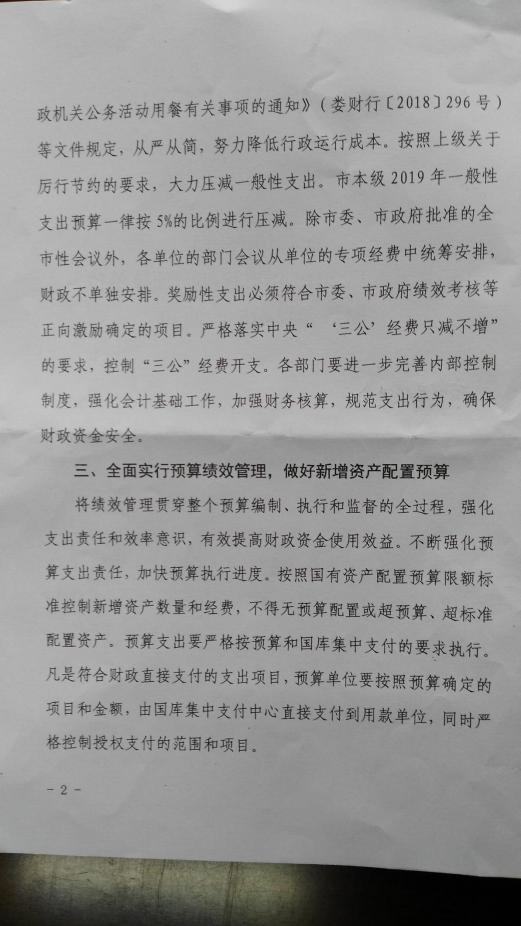 政机关公务活动用餐有关事项的通知》（娄财行〔2018〕296号）
等文件规定，从严从简，努力降低行政运行成本。按照上级关于
厉行节约的要求，大力压减一般性支出。市本级2019年一般性
支出预算一律按5%的比例进行压减。除市委、市政府批准的全
市性会议外，各单位的部门会议从单位的专项经费中统筹安排，
财政不单独安排。奖励性支出必须符合市委、市政府绩效考核等
正向激励确定的项目。严格落实中央“ ‘三公’经费只减不增”
的要求，控制“三公”经费开支。各部门要进一步完善内部控制
制度，强化会计基础工作，加强财务核算，规范支出行为，确保
财政资金安全。
三、全面实行预算绩效管理，做好新增资产配置预算
将绩效管理贯穿整个预算编制、执行和监督的全过程，强化
支出责任和效率意识，有效提高财政资金使用效益。不断强化预
算支出责任，加快预算执行进度。按照国有资产配置预算限额标
准控制新增资产数量和经费，不得无预算配置或超预算、超标准
配置资产。预算支出要严格按预算和国库集中支付的要求执行。
凡是符合财政直接支付的支出项目，预算单位要按照预算确定的
项目和金额，由国库集中支付中心直接支付到用款单位，同时严
格控制授权支付的范围和项目。
- 2 -